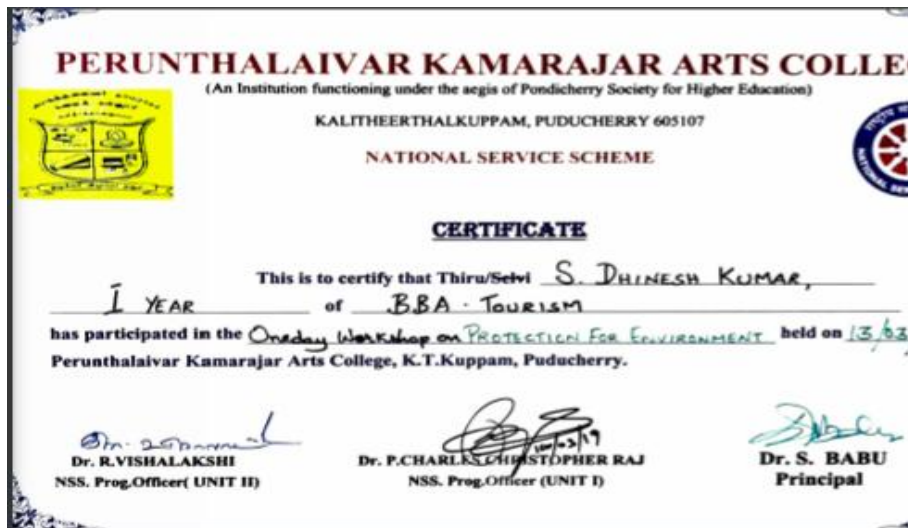 PERUNTHALAIVAR KAMARAJAR ARTS COLLE
(An Institution functioning under the aegis of Pondicherry Society for Higher Education)
KALITHEERTHALKUPPAM, PUDUCHERRY 605107
NATIONAL SERVICE SCHEME
CERTIFICATE
This is to certify that Thiru/Selvi S. DHINESH KUMAR,
I YEAR of BBA - TOURISM
has participated in the Oneday Workshop on PROTECTION FOR ENVIRONMENT held on 13/03
Perunthalaivar Kamarajar Arts College, K.T.Kuppam, Puducherry.
Dr. R.VISHALAKSHI Dr. P.CHARLES CHRISTOPHER RAJ Dr. S. BABU
NSS. Prog.Officer( UNIT II) NSS. Prog.Officer (UNIT I) Principal